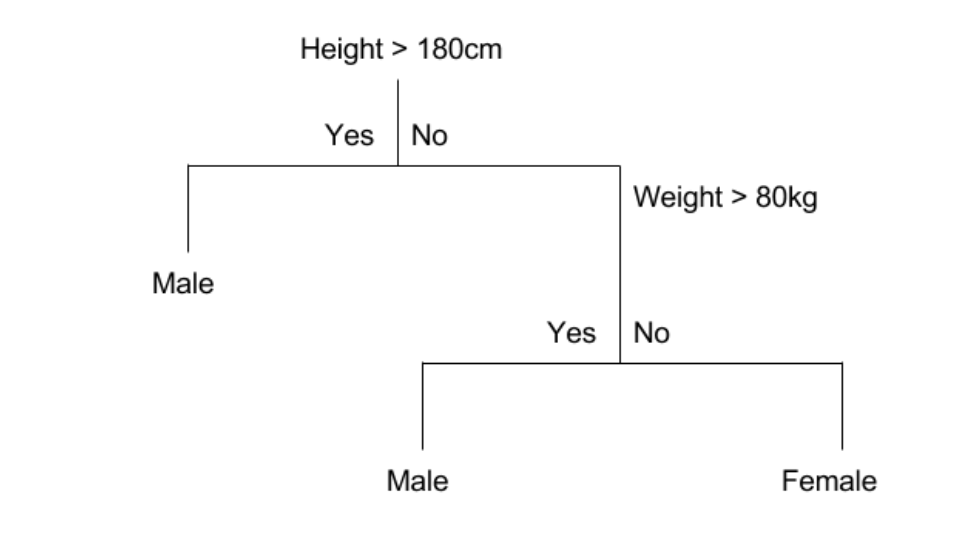 Height > 180cm
Yes No
Weight > 80kg
Male
Yes No
Male Female